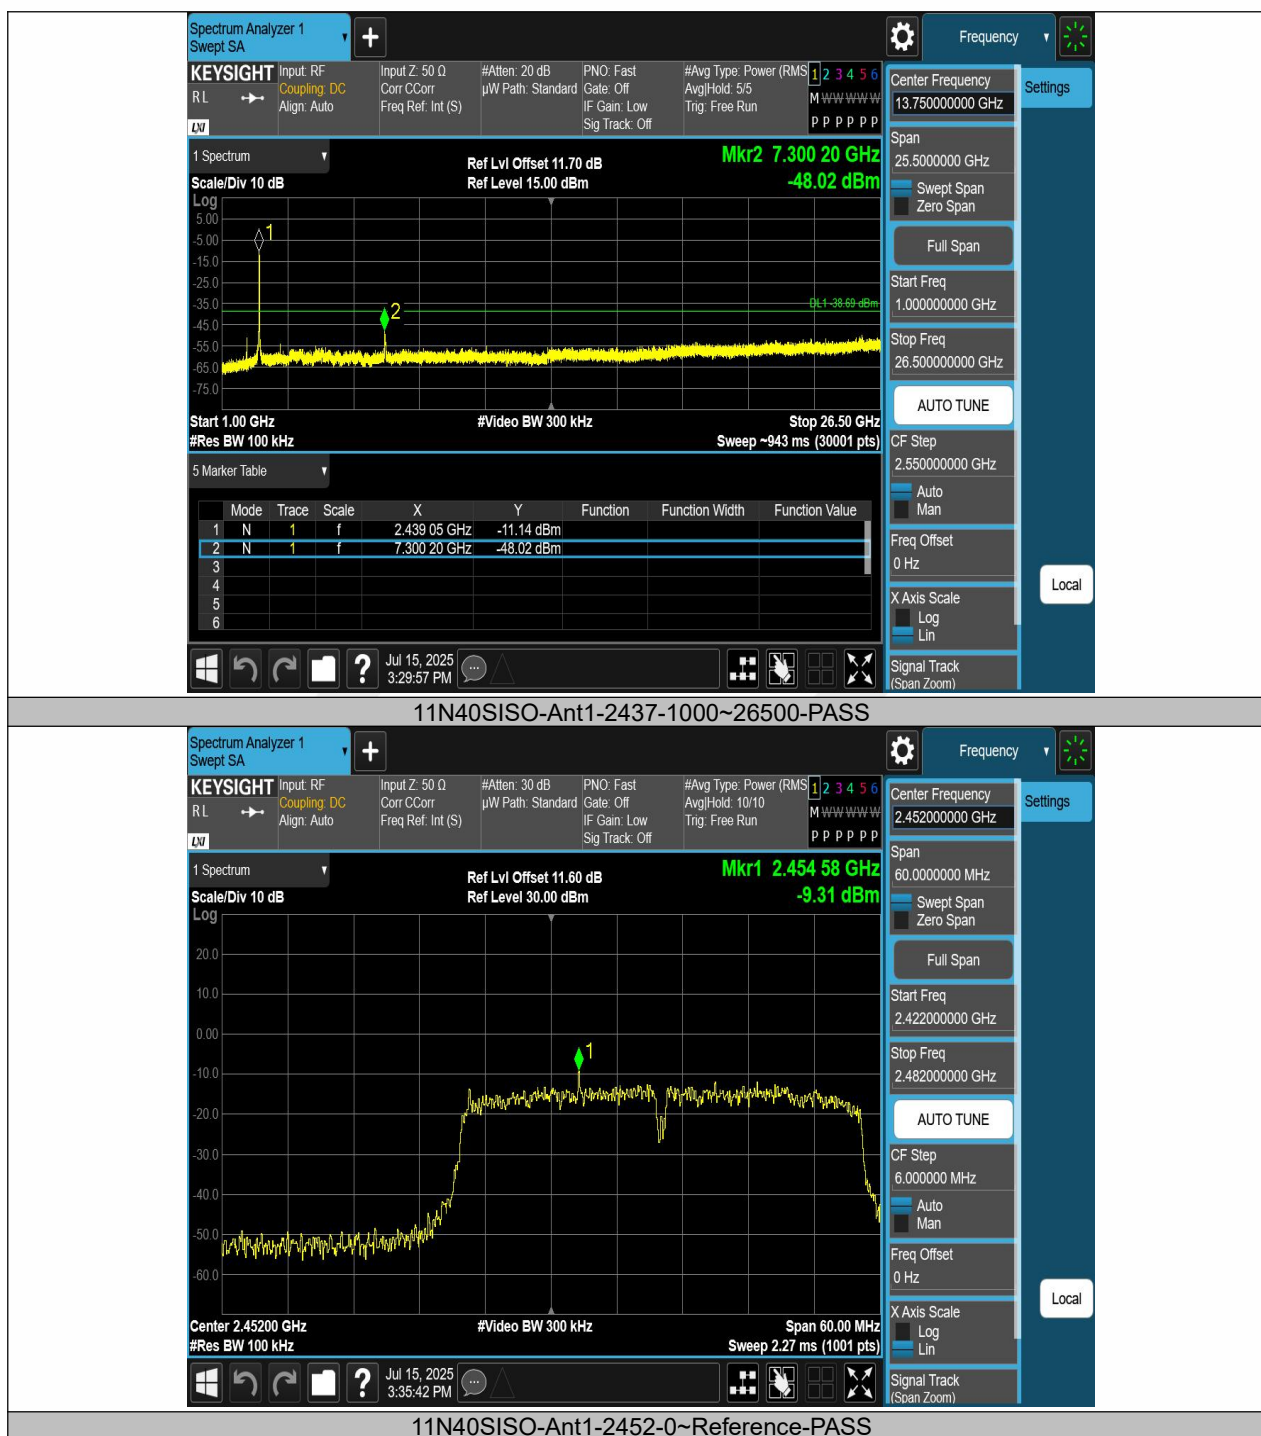 Spectrum Analyzer 1
Swept SA
Frequency
KEYSIGHT
R L
LXI
Input: RF
Coupling: DC
Align: Auto
Input Z: 50 Ω
Corr CCorr
Freq Ref: Int (S)
#Atten: 20 dB
µW Path: Standard
PNO: Fast
Gate: Off
IF Gain: Low
Sig Track: Off
#Avg Type: Power (RMS
Avg|Hold: 5/5
Trig: Free Run
1 2 3 4 5 6
M W W W W W
P P P P P P
1 Spectrum
Scale/Div 10 dB
Ref Lvl Offset 11.70 dB
Ref Level 15.00 dBm
Mkr2 7.300 20 GHz
-48.02 dBm
Log
5.00
-5.00
-15.0
-25.0
-35.0
-45.0
-55.0
-65.0
-75.0
1
2
DL1 -38.69 dBm
Start 1.00 GHz
#Res BW 100 kHz
#Video BW 300 kHz
Stop 26.50 GHz
Sweep ~943 ms (30001 pts)
5 Marker Table
Mode Trace Scale X Y Function Function Width Function Value
1 N 1 f 2.439 05 GHz -11.14 dBm
2 N 1 f 7.300 20 GHz -48.02 dBm
3
4
5
6
Jul 15, 2025
3:29:57 PM
Center Frequency
13.750000000 GHz
Settings
Span
25.5000000 GHz
Swept Span
Zero Span
Full Span
Start Freq
1.000000000 GHz
Stop Freq
26.500000000 GHz
AUTO TUNE
CF Step
2.550000000 GHz
Auto
Man
Freq Offset
0 Hz
Local
X Axis Scale
Log
Lin
Signal Track
(Span Zoom)
11N40SISO-Ant1-2437-1000~26500-PASS
Spectrum Analyzer 1
Swept SA
Frequency
KEYSIGHT
R L
LXI
Input: RF
Coupling: DC
Align: Auto
Input Z: 50 Ω
Corr CCorr
Freq Ref: Int (S)
#Atten: 30 dB
µW Path: Standard
PNO: Fast
Gate: Off
IF Gain: Low
Sig Track: Off
#Avg Type: Power (RMS
Avg|Hold: 10/10
Trig: Free Run
1 2 3 4 5 6
M W W W W W
P P P P P P
1 Spectrum
Scale/Div 10 dB
Ref Lvl Offset 11.60 dB
Ref Level 30.00 dBm
Mkr1 2.454 58 GHz
-9.31 dBm
Log
20.0
10.0
0.00
-10.0
-20.0
-30.0
-40.0
-50.0
-60.0
1
Center 2.45200 GHz
#Res BW 100 kHz
#Video BW 300 kHz
Span 60.00 MHz
Sweep 2.27 ms (1001 pts)
Jul 15, 2025
3:35:42 PM
Center Frequency
2.452000000 GHz
Settings
Span
60.0000000 MHz
Swept Span
Zero Span
Full Span
Start Freq
2.422000000 GHz
Stop Freq
2.482000000 GHz
AUTO TUNE
CF Step
6.000000 MHz
Auto
Man
Freq Offset
0 Hz
Local
X Axis Scale
Log
Lin
Signal Track
(Span Zoom)
11N40SISO-Ant1-2452-0~Reference-PASS